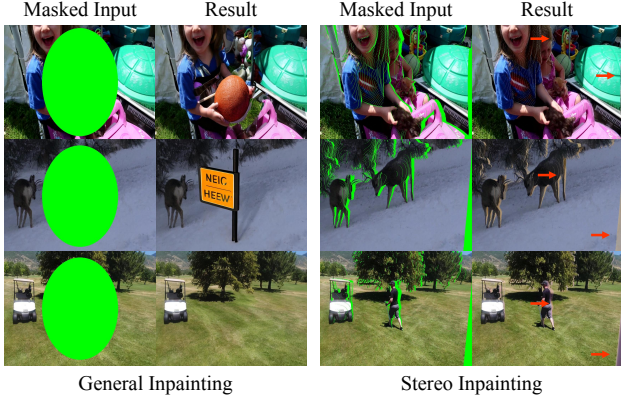 Masked Input
Result
Masked Input
Result
NEIC
HEEW
General Inpainting
Stereo Inpainting